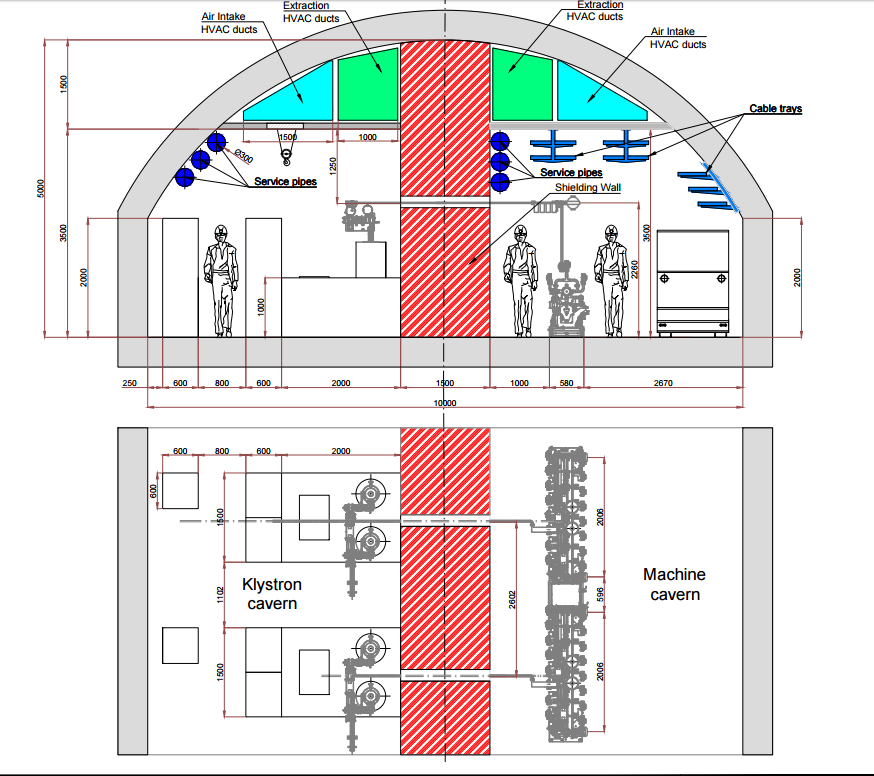 Extraction
HVAC ducts
Air Intake
HVAC ducts
Extraction
HVAC ducts
Air Intake
HVAC ducts
Cable trays
1500
1500
1000
Ø300
1250
Service pipes
Service pipes
Shielding Wall
5000
3500
2000
1000
3500
2260
2000
250
600
800
600
2000
1500
1000
580
2670
10000
600
800
600
2000
600
1500
1102
1500
2602
2006
596
2006
Klystron
cavern
Machine
cavern